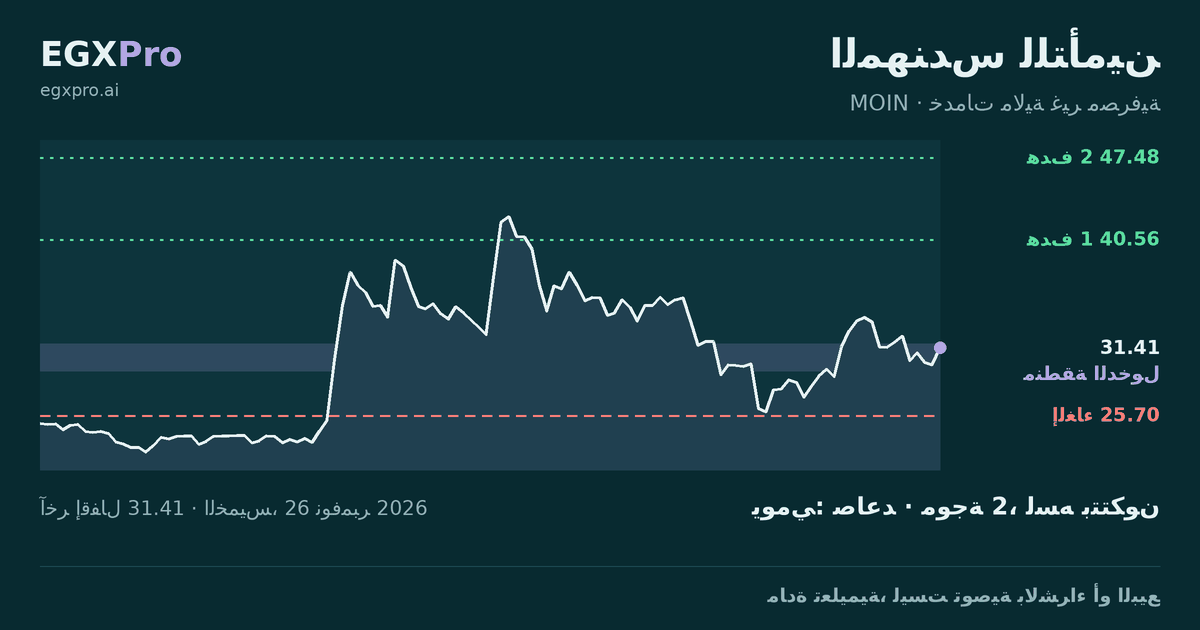 EGXPro
egxpro.ai
المهندس للتأمين
MOIN · خدمات مالية غير مصرفية
هدف 2 47.48
هدف 1 40.56
31.41
منطقة الدخول
إلغاء 25.70
يومي: صاعد · موجة 2، لسه بتتكون
آخر إقفال 31.41 · الخميس، 26 نوفمبر 2026
مادة تعليمية، ليست توصية بالشراء أو البيع